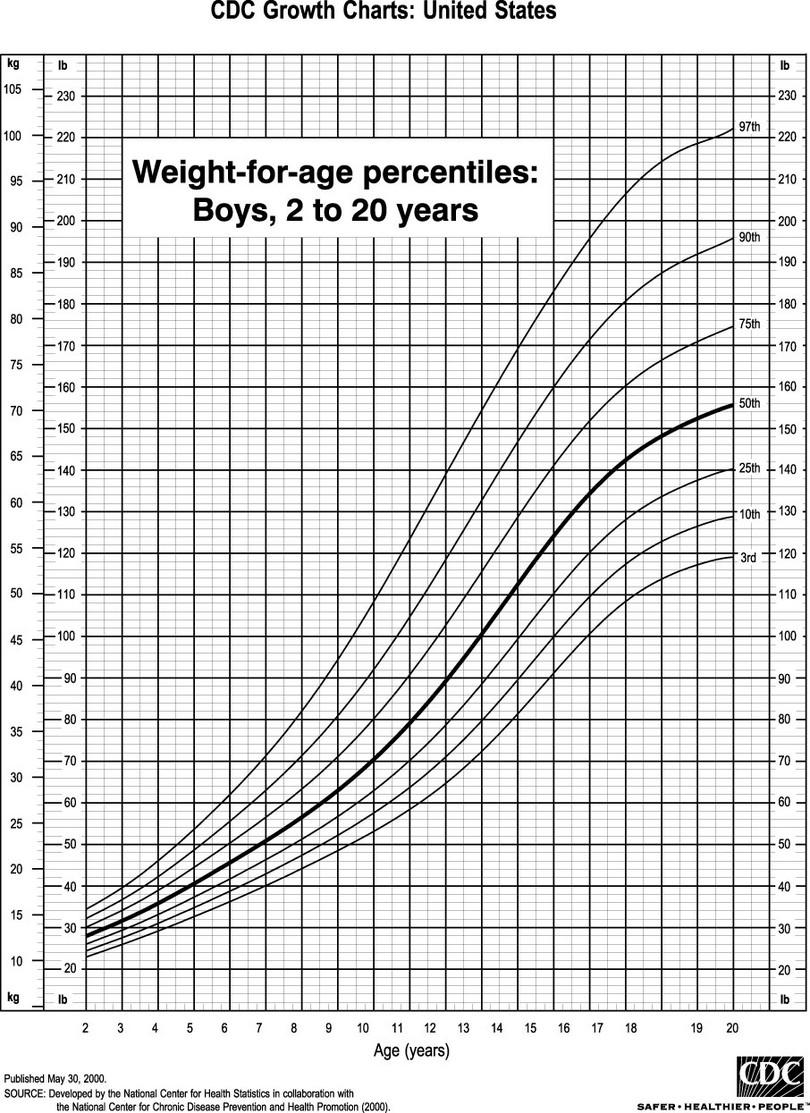 CDC Growth Charts: United States
kg lb lb
105
230 230
97th
100 220 220
Weight-for-age percentiles:
95 210 210
Boys, 2 to 20 years
90 200 200
90th
190 190
85
180 180
80
75th
170 170
75
160 160
70
50th
150 150
65
140 25th 140
60
130 10th 130
55
120 3rd 120
50 110 110
45 100 100
40 90 90
35 80 80
70 70
30
60 60
25
50 50
20
40 40
15
30 30
10 20 20
kg lb lb
2 3 4 5 6 7 8 9 10 11 12 13 14 15 16 17 18 19 20
Age (years)
Published May 30, 2000.
SOURCE: Developed by the National Center for Health Statistics in collaboration with
the National Center for Chronic Disease Prevention and Health Promotion (2000).
CDC
SAFER • HEALTHIER • PEOPLE™